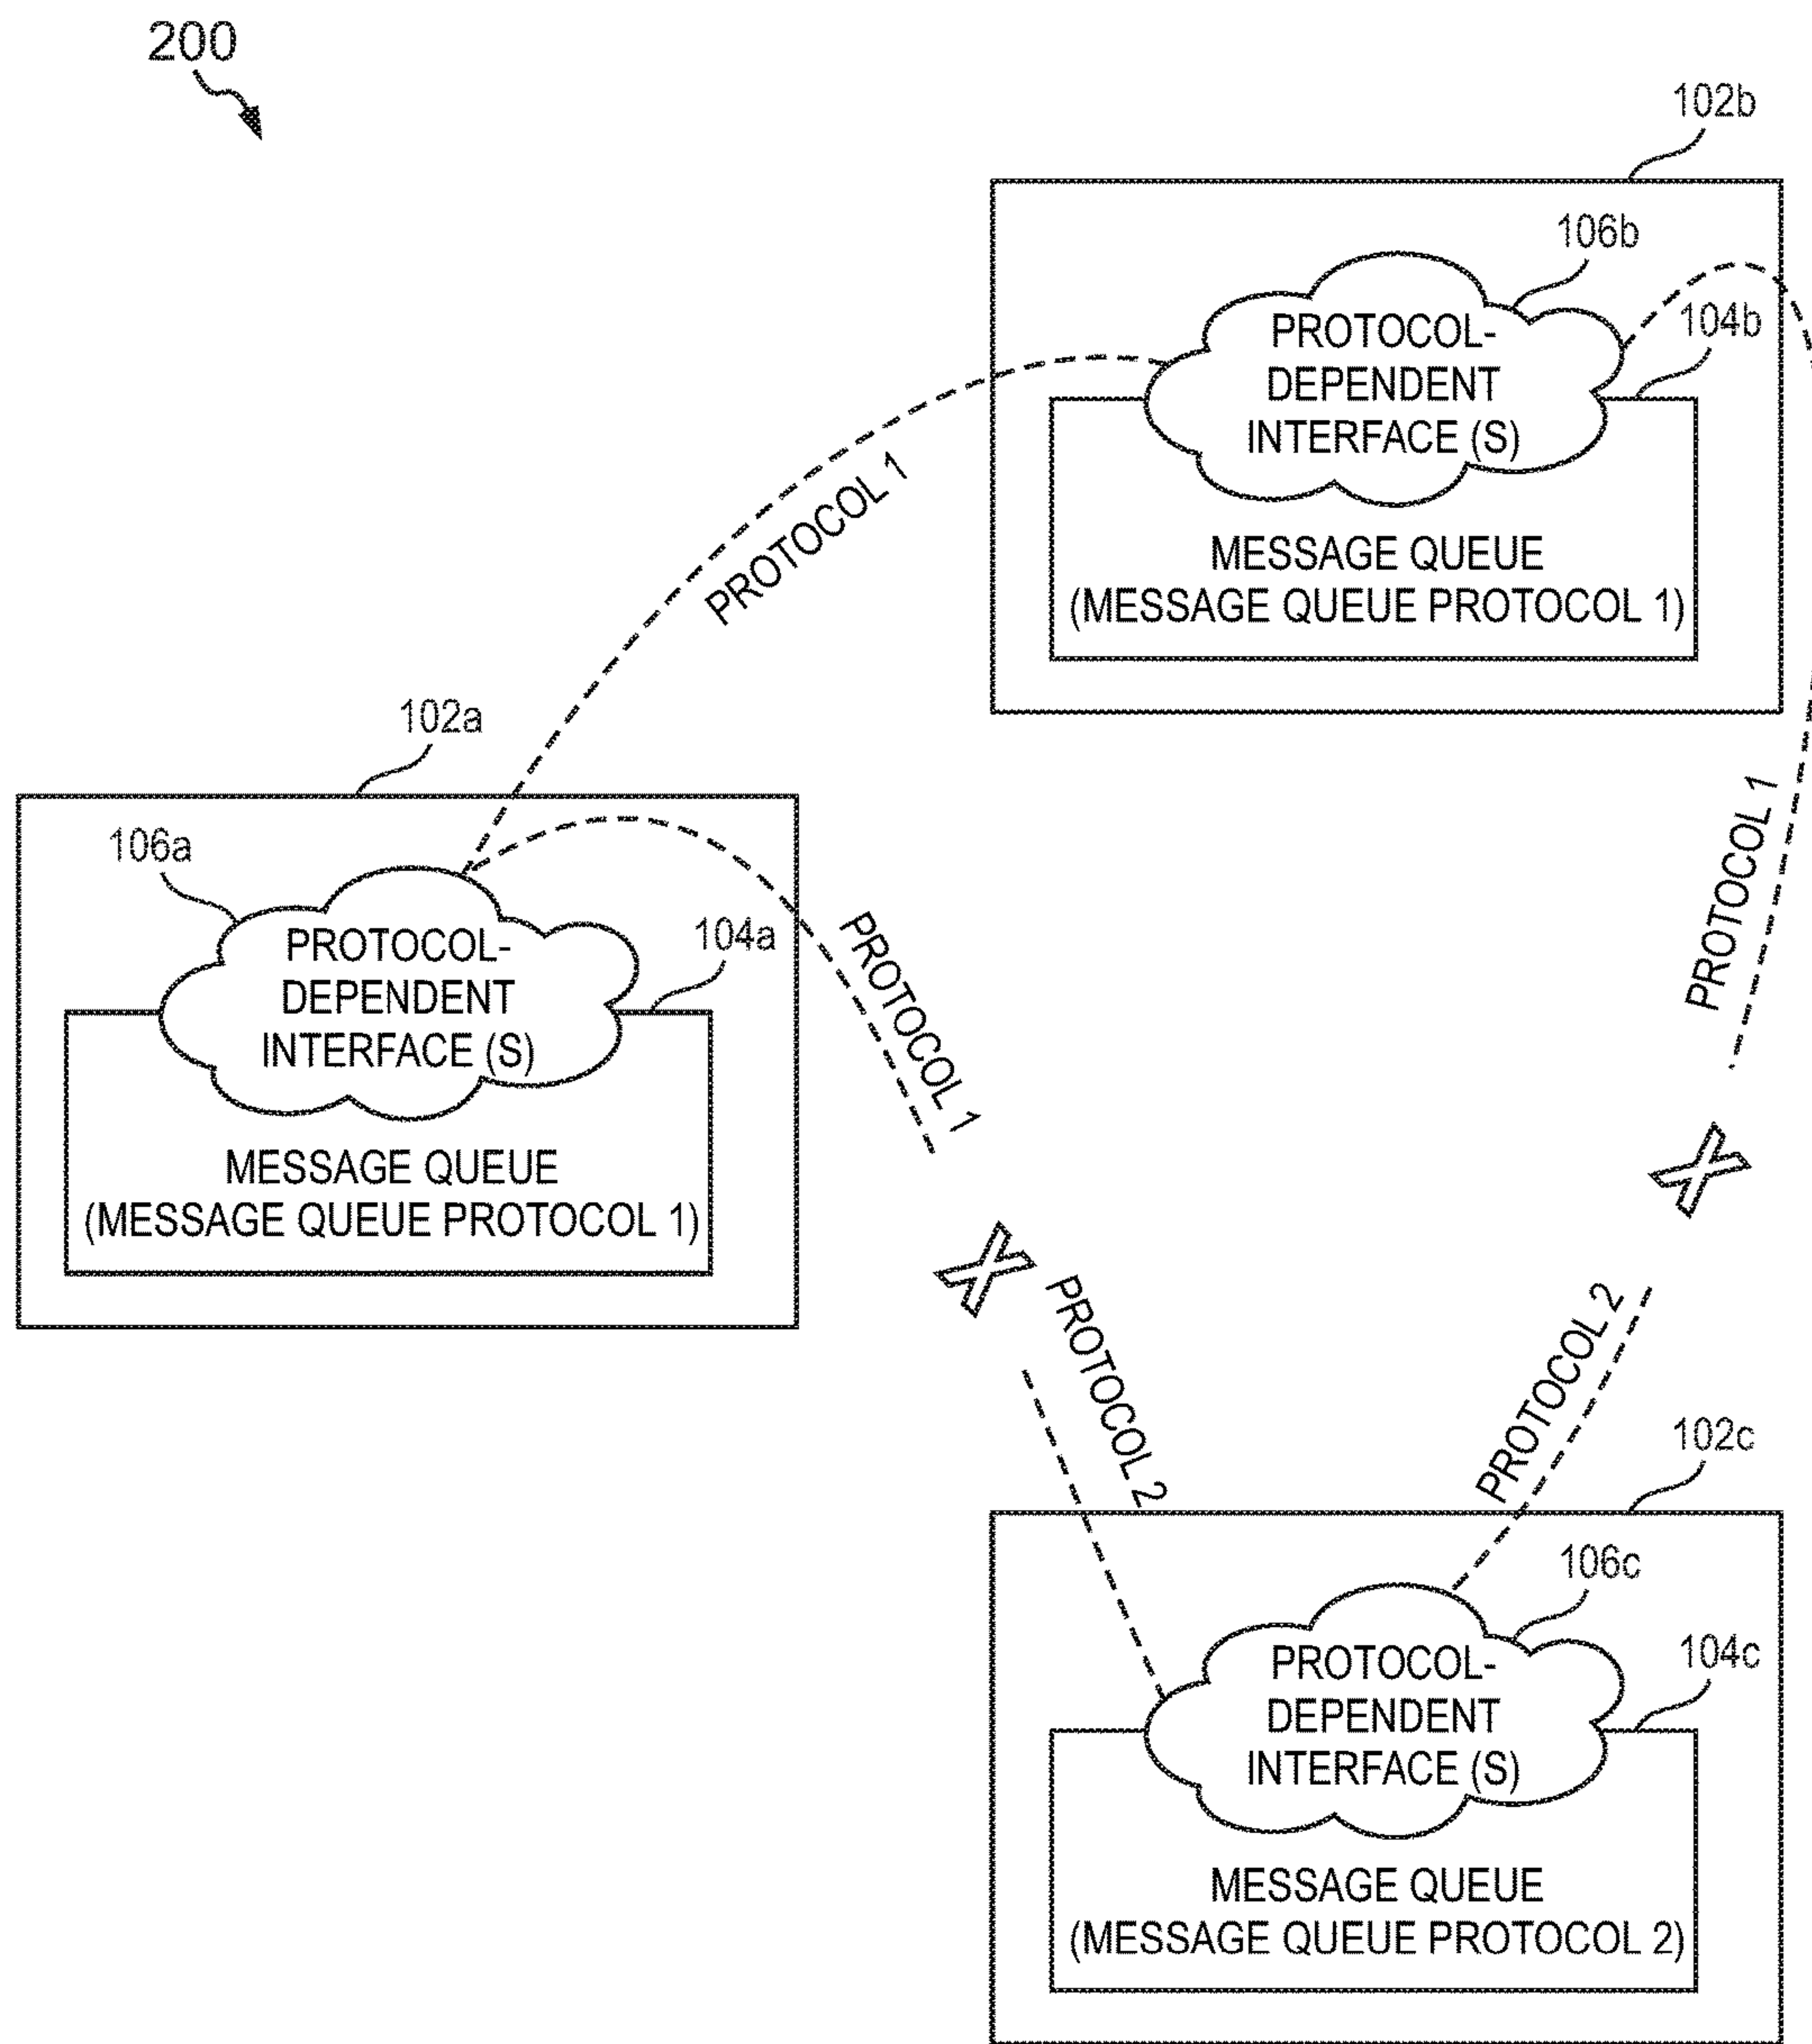 200
102b
106b
104b
PROTOCOL-
DEPENDENT
INTERFACE (S)
MESSAGE QUEUE
(MESSAGE QUEUE PROTOCOL 1)
PROTOCOL 1
102a
106a
104a
PROTOCOL-
DEPENDENT
INTERFACE (S)
MESSAGE QUEUE
(MESSAGE QUEUE PROTOCOL 1)
PROTOCOL 1
PROTOCOL 1
X
X
PROTOCOL 2
PROTOCOL 2
102c
106c
104c
PROTOCOL-
DEPENDENT
INTERFACE (S)
MESSAGE QUEUE
(MESSAGE QUEUE PROTOCOL 2)